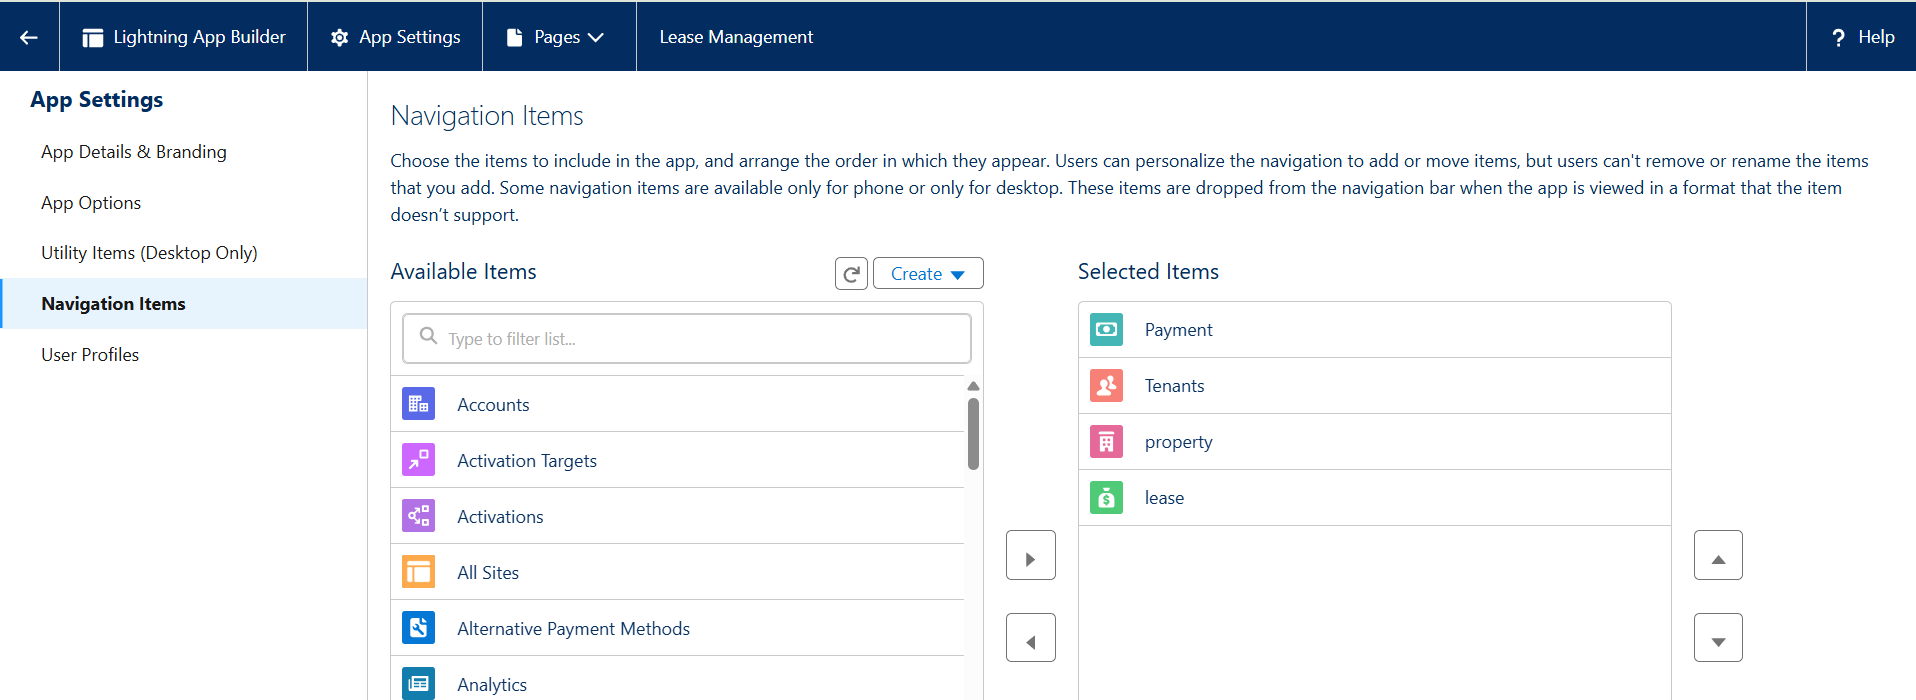 Lightning App Builder
App Settings
Pages
Lease Management
? Help
App Settings
App Details & Branding
App Options
Utility Items (Desktop Only)
Navigation Items
User Profiles
Navigation Items
Choose the items to include in the app, and arrange the order in which they appear. Users can personalize the navigation to add or move items, but users can't remove or rename the items
that you add. Some navigation items are available only for phone or only for desktop. These items are dropped from the navigation bar when the app is viewed in a format that the item
doesn’t support.
Available Items
Create
Type to filter list...
Accounts
Activation Targets
Activations
All Sites
Alternative Payment Methods
Analytics
Selected Items
Payment
Tenants
property
lease